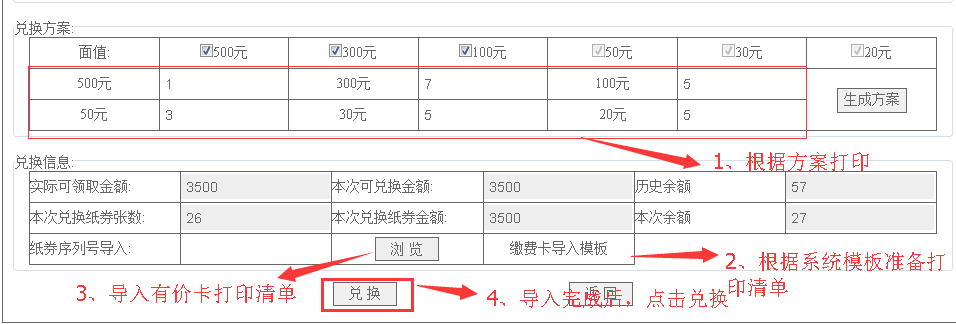 兑换方案:
面值: 500元 300元 100元 50元 30元 20元
500元 1 300元 7 100元 5
生成方案
50元 3 30元 5 20元 5
1、根据方案打印
兑换信息:
实际可领取金额: 3500 本次可兑换金额: 3500 历史余额 57
本次兑换纸券张数: 26 本次兑换纸券金额: 3500 本次余额 27
纸券序列号导入: 浏 览 缴费卡导入模板
2、根据系统模板准备打
印清单
3、导入有价卡打印清单
兑 换
4、导入完成后，点击兑换
返 回